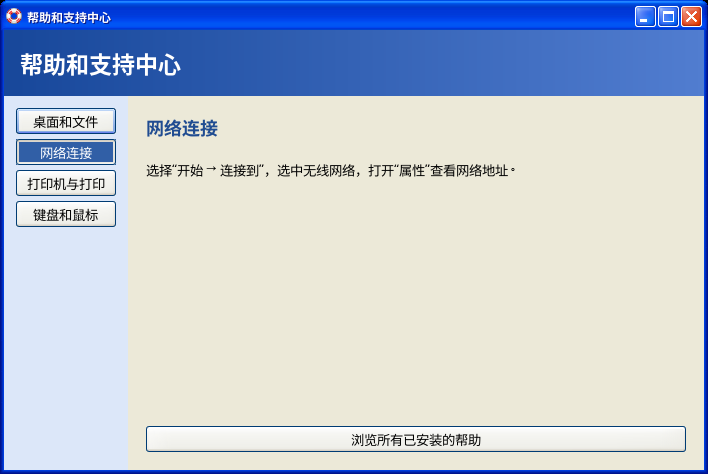 帮助和支持中心
帮助和支持中心
桌面和文件
网络连接
打印机与打印
键盘和鼠标
网络连接
选择“开始 → 连接到”，选中无线网络，打开“属性”查看网络地址。
浏览所有已安装的帮助